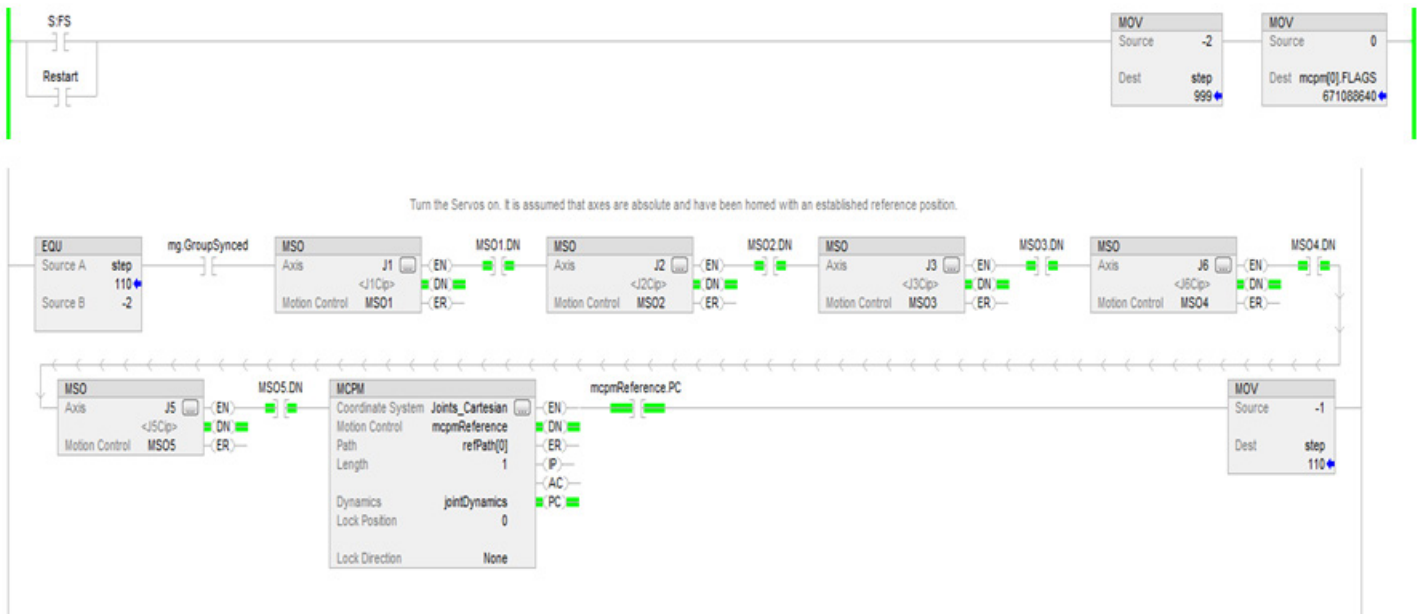 S:FS
Restart
MOV
Source -2
Dest step
999
MOV
Source 0
Dest mcpm[0].FLAGS
671088640
Turn the Servos on. It is assumed that axes are absolute and have been homed with an established reference position.
EQU
Source A step
110
Source B -2
mg.GroupSynced
MSO
Axis J1 ...
<J1Cip>
Motion Control MSO1
EN
DN
ER
MSO1.DN
MSO
Axis J2 ...
<J2Cip>
Motion Control MSO2
EN
DN
ER
MSO2.DN
MSO
Axis J3 ...
<J3Cip>
Motion Control MSO3
EN
DN
ER
MSO3.DN
MSO
Axis J6 ...
<J6Cip>
Motion Control MSO4
EN
DN
ER
MSO4.DN
MSO
Axis J5 ...
<J5Cip>
Motion Control MSO5
EN
DN
ER
MSO5.DN
MCPM
Coordinate System Joints_Cartesian ...
Motion Control mcpmReference
Path refPath[0]
Length 1
Dynamics jointDynamics
Lock Position 0
Lock Direction None
EN
DN
ER
IP
AC
PC
mcpmReference.PC
MOV
Source -1
Dest step
110